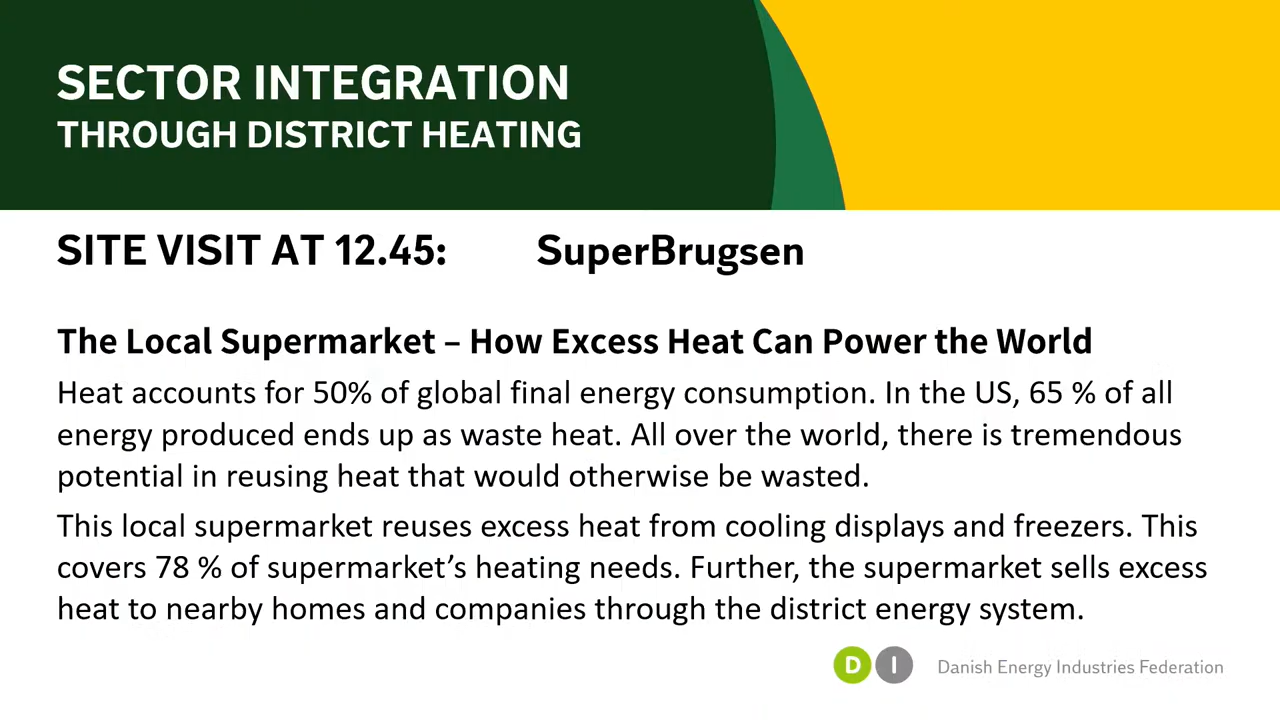 SECTOR INTEGRATION
THROUGH DISTRICT HEATING
SITE VISIT AT 12.45: SuperBrugsen
The Local Supermarket – How Excess Heat Can Power the World
Heat accounts for 50% of global final energy consumption. In the US, 65 % of all
energy produced ends up as waste heat. All over the world, there is tremendous
potential in reusing heat that would otherwise be wasted.
This local supermarket reuses excess heat from cooling displays and freezers. This
covers 78 % of supermarket’s heating needs. Further, the supermarket sells excess
heat to nearby homes and companies through the district energy system.
D I Danish Energy Industries Federation